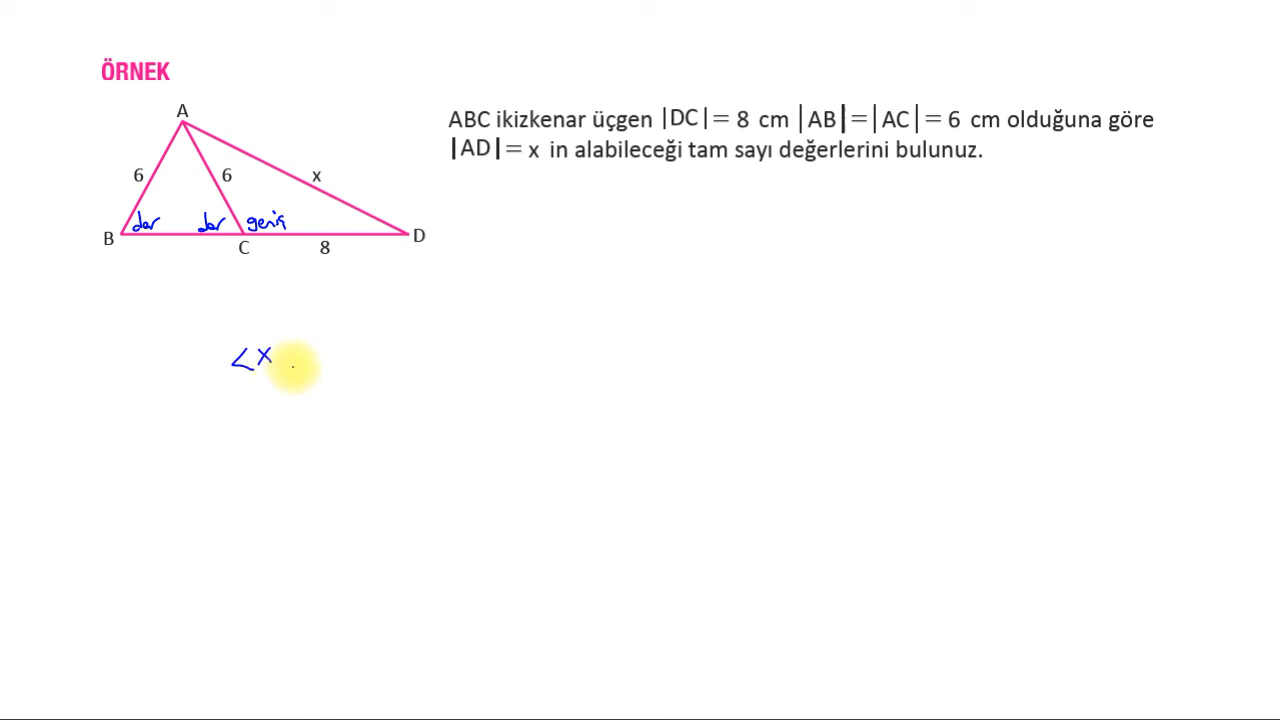 ÖRNEK
A
ABC ikizkenar üçgen |DC| = 8 cm |AB| = |AC| = 6 cm olduğuna göre
|AD| = x in alabileceği tam sayı değerlerini bulunuz.
6 6 x
dar dar geniş
B C 8 D
<x